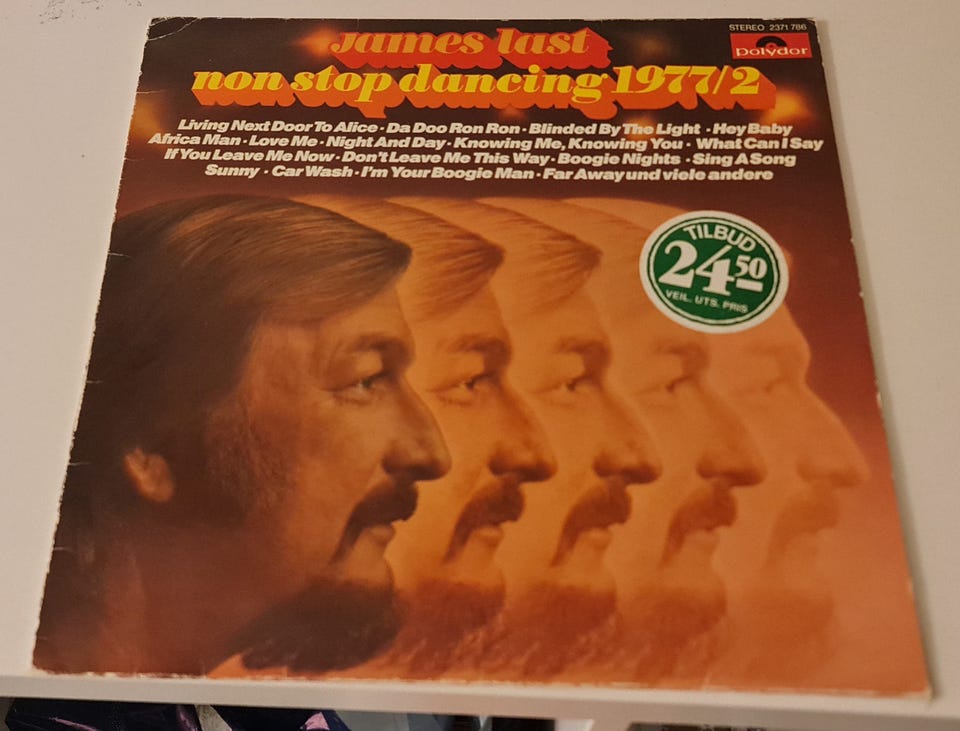 STEREO 2371 786
polydor
james last
non stop dancing 1977/2
Living Next Door To Alice · Da Doo Ron Ron · Blinded By The Light · Hey Baby
Africa Man · Love Me · Night And Day · Knowing Me, Knowing You · What Can I Say
If You Leave Me Now · Don't Leave Me This Way · Boogie Nights · Sing A Song
Sunny · Car Wash · I'm Your Boogie Man · Far Away und viele andere
TILBUD
24 50
VEIL. UTS. PRIS